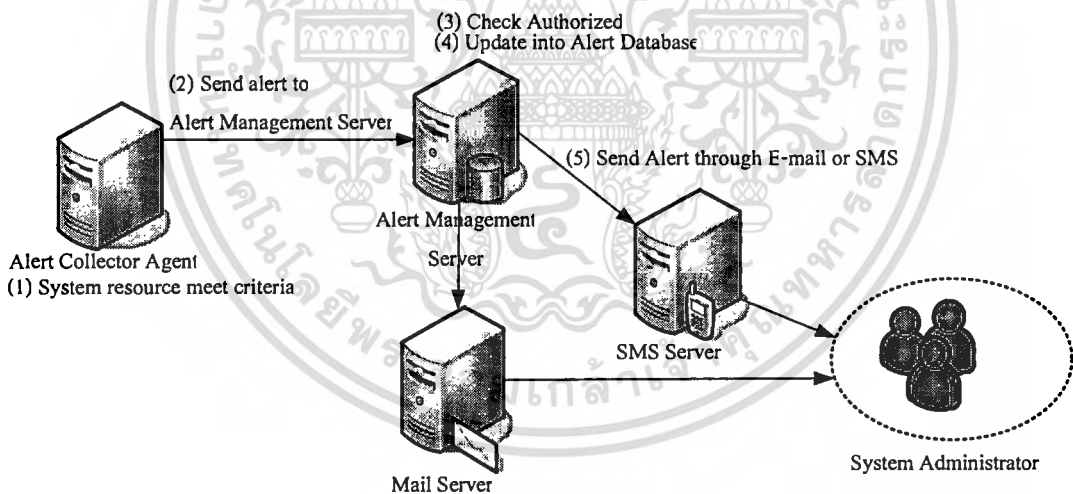 (3) Check Authorized
(4) Update into Alert Database
(2) Send alert to
Alert Management Server
(5) Send Alert through E-mail or SMS
Alert Management
Server
Alert Collector Agent
(1) System resource meet criteria
SMS Server
System Administrator
Mail Server